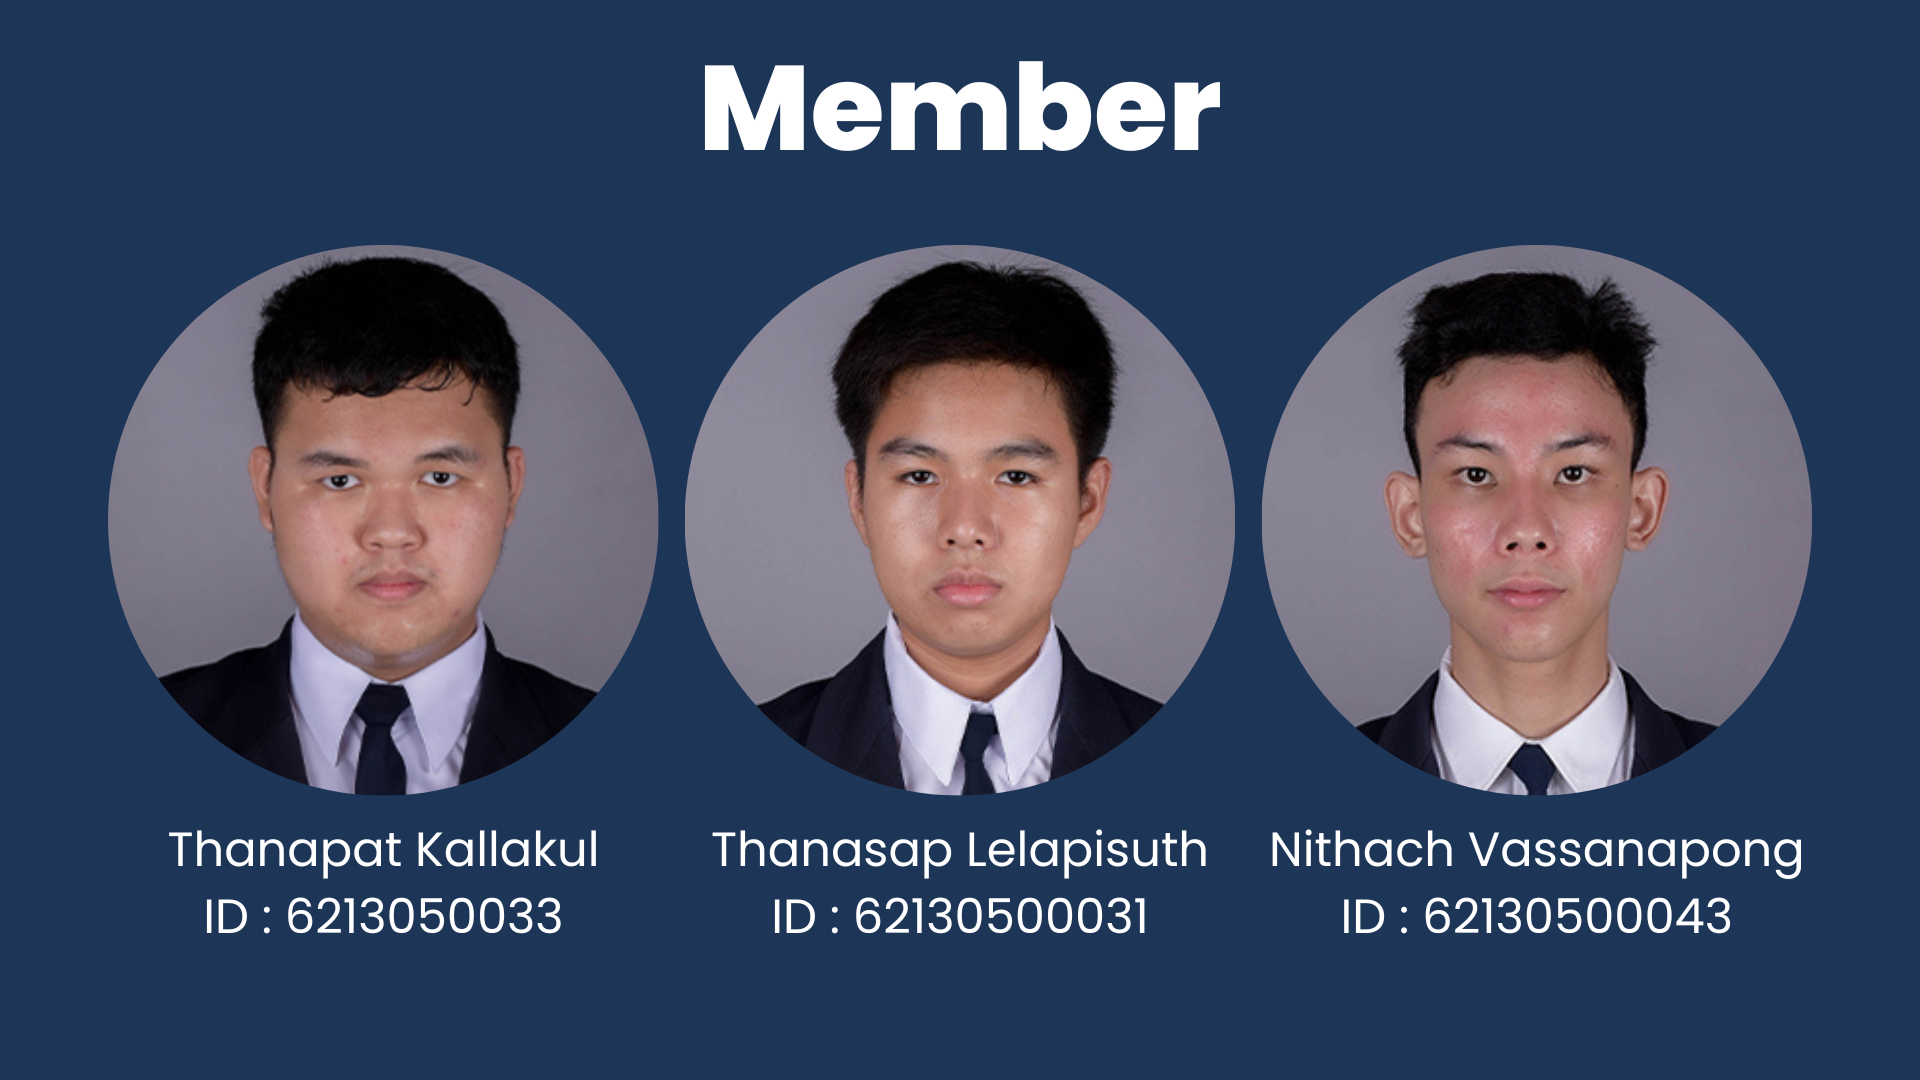 Member
Thanapat Kallakul
ID : 6213050033
Thanasap Lelapisuth
ID : 62130500031
Nithach Vassanapong
ID : 62130500043